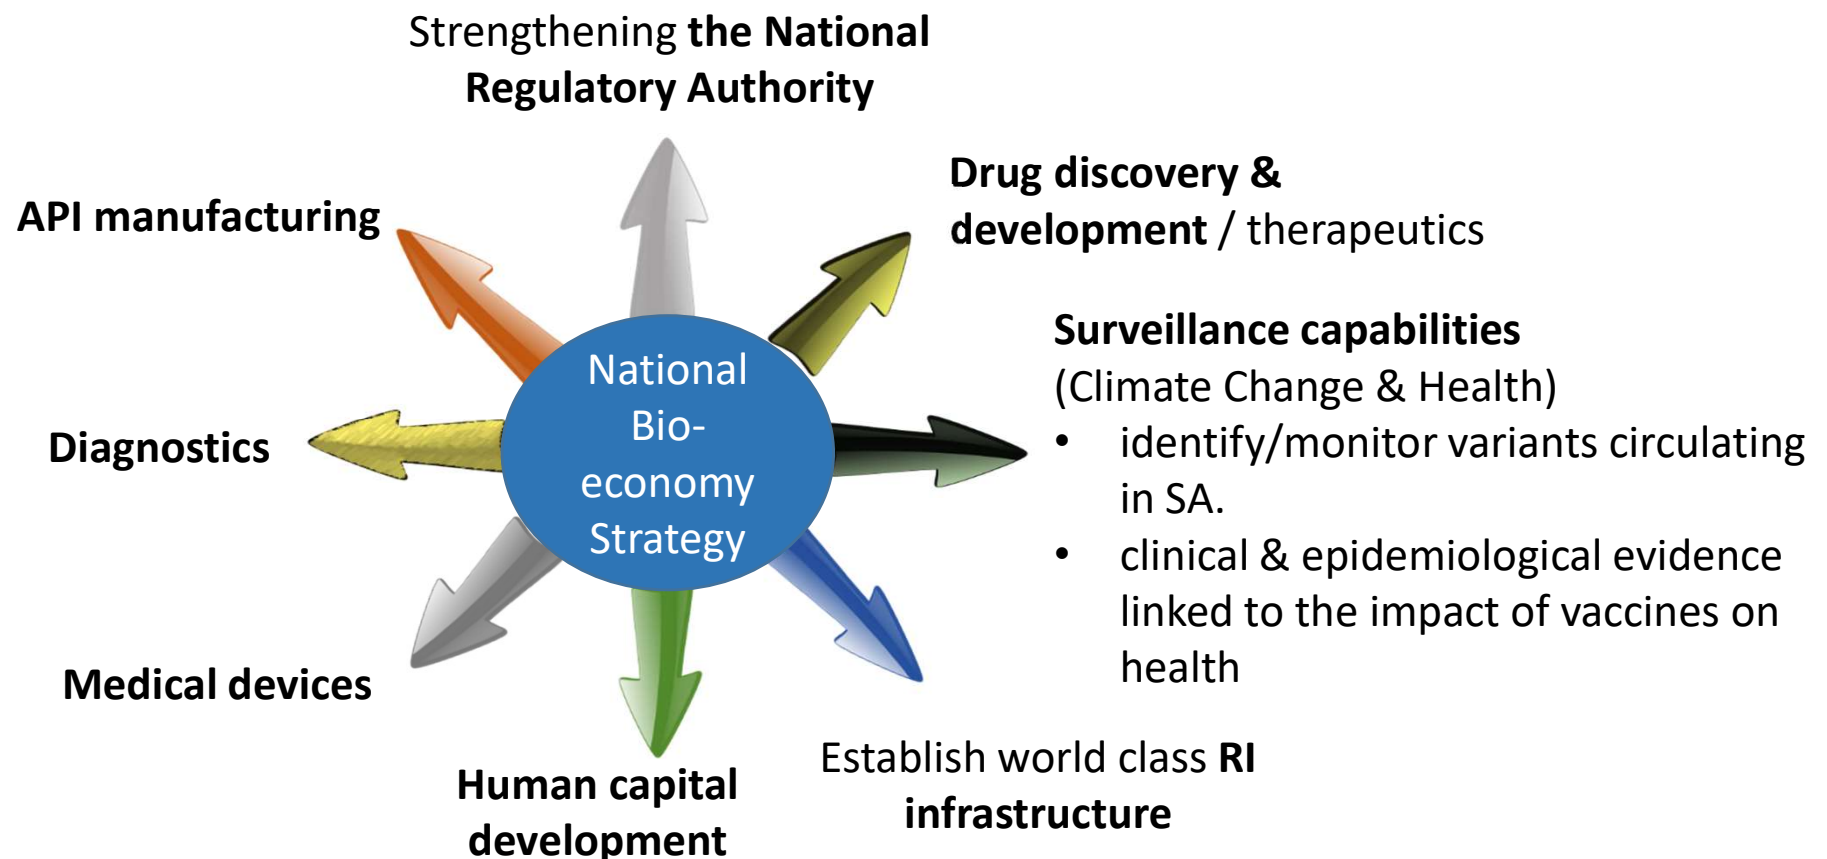 Strengthening the National
Regulatory Authority
Drug discovery &
development / therapeutics
API manufacturing
Surveillance capabilities
(Climate Change & Health)
• identify/monitor variants circulating
in SA.
• clinical & epidemiological evidence
linked to the impact of vaccines on
health
National
Bio-
economy
Strategy
Diagnostics
Medical devices
Human capital
development
Establish world class RI
infrastructure